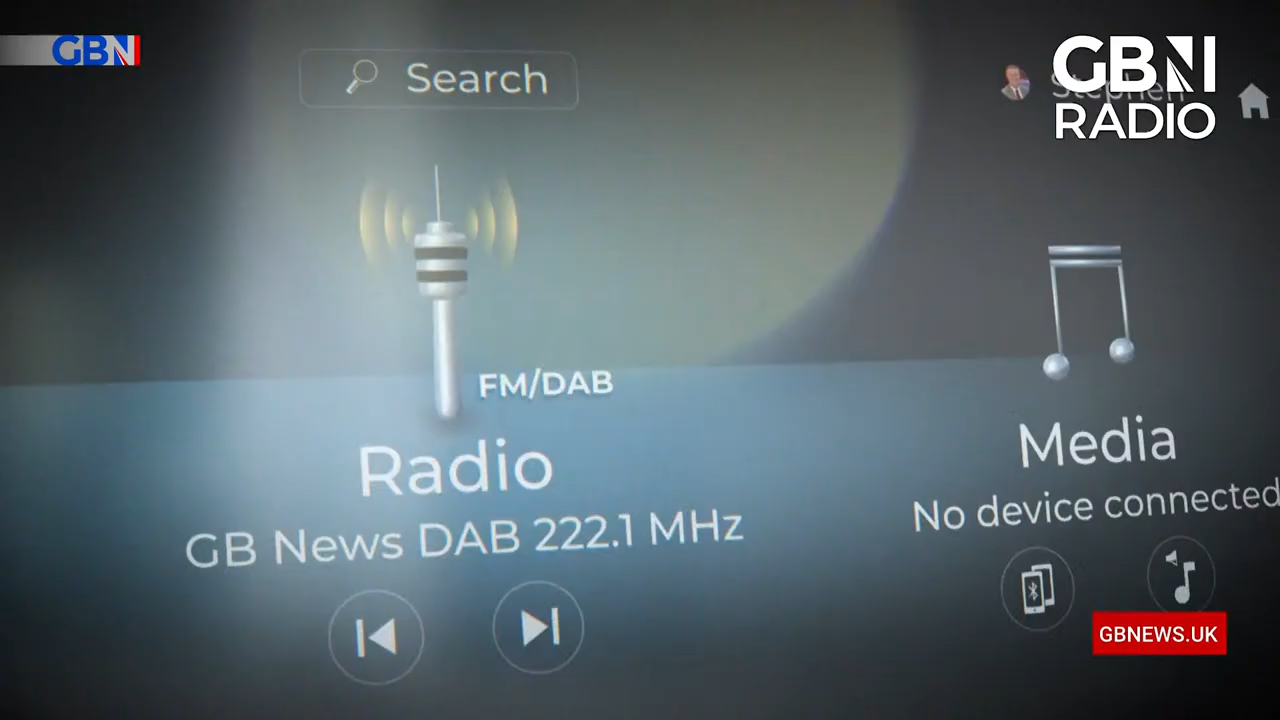 GBN
Search
Stephen
GBN
RADIO
FM/DAB
Radio
GB News DAB 222.1 MHz
Media
No device connected
GBNEWS.UK